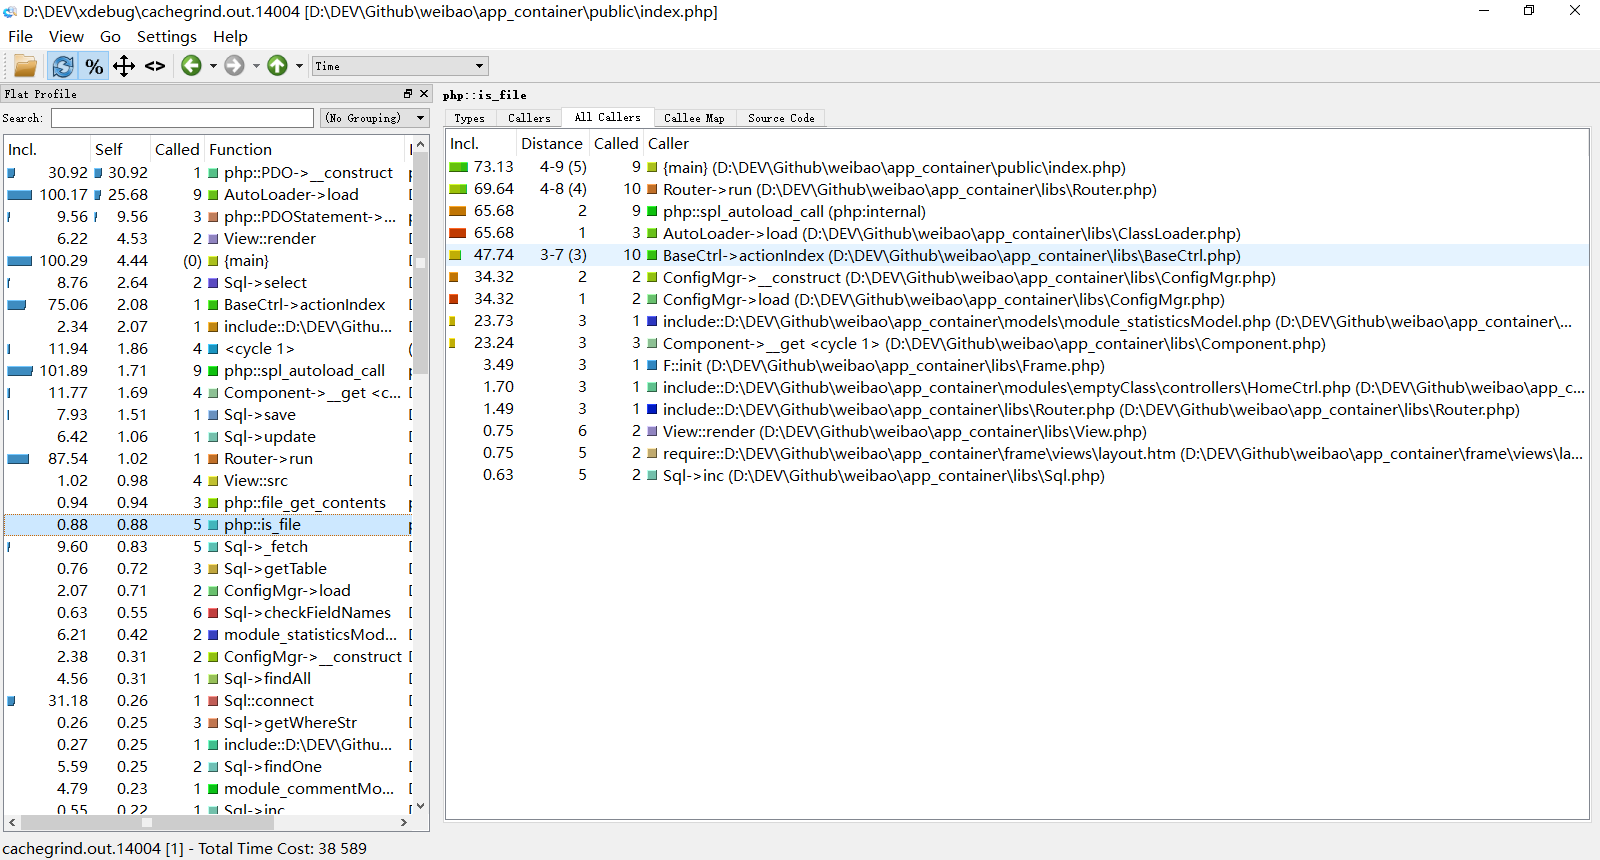 D:\DEV\xdebug\cachegrind.out.14004 [D:\DEV\Github\weibao\app_container\public\index.php]
File View Go Settings Help
% <> Time
Flat Profile
Search: (No Grouping)
Incl. Self Called Function
30.92 30.92 1 php::PDO->__construct
100.17 25.68 9 AutoLoader->load
9.56 9.56 3 php::PDOStatement->...
6.22 4.53 2 View::render
100.29 4.44 (0) {main}
8.76 2.64 2 Sql->select
75.06 2.08 1 BaseCtrl->actionIndex
2.34 2.07 1 include::D:\DEV\Githu...
11.94 1.86 4 <cycle 1>
101.89 1.71 9 php::spl_autoload_call
11.77 1.69 4 Component->__get <c...
7.93 1.51 1 Sql->save
6.42 1.06 1 Sql->update
87.54 1.02 1 Router->run
1.02 0.98 4 View::src
0.94 0.94 3 php::file_get_contents
0.88 0.88 5 php::is_file
9.60 0.83 5 Sql->_fetch
0.76 0.72 3 Sql->getTable
2.07 0.71 2 ConfigMgr->load
0.63 0.55 6 Sql->checkFieldNames
6.21 0.42 2 module_statisticsMod...
2.38 0.31 2 ConfigMgr->__construct
4.56 0.31 1 Sql->findAll
31.18 0.26 1 Sql::connect
0.26 0.25 3 Sql->getWhereStr
0.27 0.25 1 include::D:\DEV\Githu...
5.59 0.25 2 Sql->findOne
4.79 0.23 1 module_commentMo...
0.55 0.22 1 Sql->inc
php::is_file
Types Callers All Callers Callee Map Source Code
Incl. Distance Called Caller
73.13 4-9 (5) 9 {main} (D:\DEV\Github\weibao\app_container\public\index.php)
69.64 4-8 (4) 10 Router->run (D:\DEV\Github\weibao\app_container\libs\Router.php)
65.68 2 9 php::spl_autoload_call (php:internal)
65.68 1 3 AutoLoader->load (D:\DEV\Github\weibao\app_container\libs\ClassLoader.php)
47.74 3-7 (3) 10 BaseCtrl->actionIndex (D:\DEV\Github\weibao\app_container\libs\BaseCtrl.php)
34.32 2 2 ConfigMgr->__construct (D:\DEV\Github\weibao\app_container\libs\ConfigMgr.php)
34.32 1 2 ConfigMgr->load (D:\DEV\Github\weibao\app_container\libs\ConfigMgr.php)
23.73 3 1 include::D:\DEV\Github\weibao\app_container\models\module_statisticsModel.php (D:\DEV\Github\weibao\app_container\...
23.24 3 3 Component->__get <cycle 1> (D:\DEV\Github\weibao\app_container\libs\Component.php)
3.49 3 1 F::init (D:\DEV\Github\weibao\app_container\libs\Frame.php)
1.70 3 1 include::D:\DEV\Github\weibao\app_container\modules\emptyClass\controllers\HomeCtrl.php (D:\DEV\Github\weibao\app_c...
1.49 3 1 include::D:\DEV\Github\weibao\app_container\libs\Router.php (D:\DEV\Github\weibao\app_container\libs\Router.php)
0.75 6 2 View::render (D:\DEV\Github\weibao\app_container\libs\View.php)
0.75 5 2 require::D:\DEV\Github\weibao\app_container\frame\views\layout.htm (D:\DEV\Github\weibao\app_container\frame\views\la...
0.63 5 2 Sql->inc (D:\DEV\Github\weibao\app_container\libs\Sql.php)
cachegrind.out.14004 [1] - Total Time Cost: 38 589